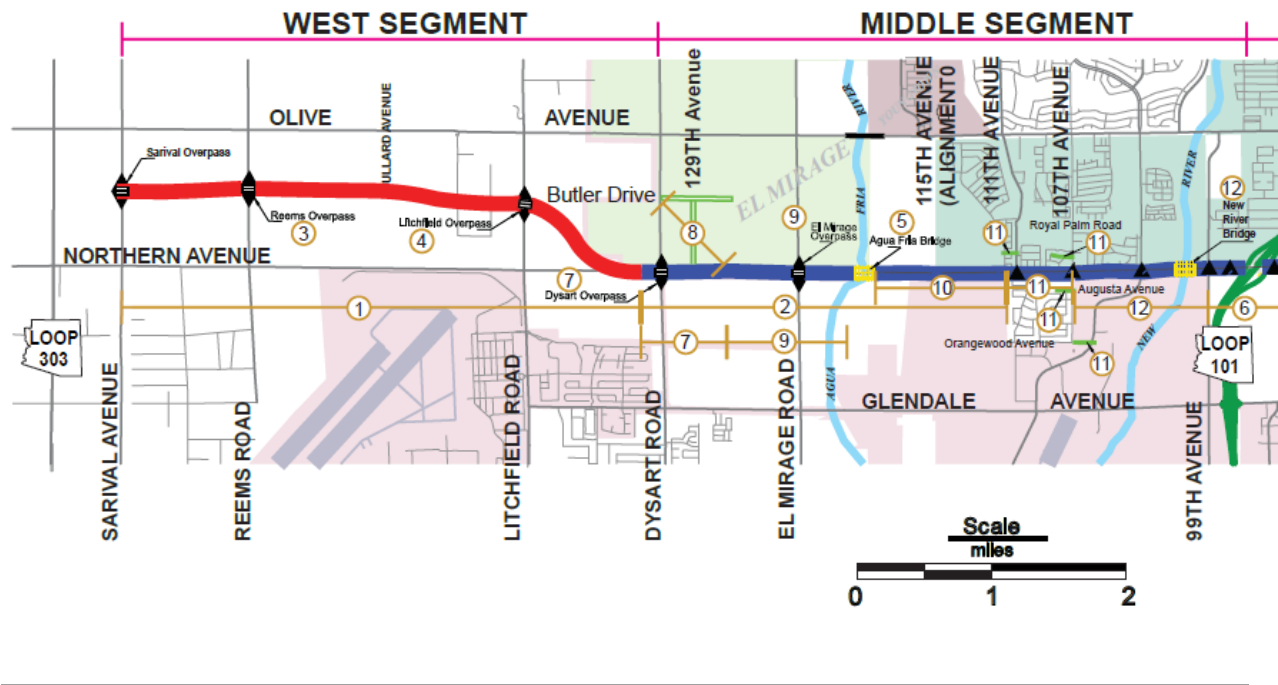 WEST SEGMENT
MIDDLE SEGMENT
OLIVE
AVENUE
ULLARD AVENUE
129TH Avenue
RIVER
115TH AVENUE
(ALIGNMENT0
111TH AVENUE
107TH AVENUE
RIVER
Sarival Overpass
Reems Overpass
3
4
Litchfield Overpass
Butler Drive
EL MIRAGE
8
9
El Mirage
Overpass
FRIA
5
Agua Fria Bridge
11
Royal Palm Road
11
12
New
River
Bridge
NORTHERN AVENUE
7
Dysart Overpass
10
11
Augusta Avenue
1
2
11
12
6
LOOP
303
7
9
Orangewood Avenue
11
NEW
LOOP
101
AGUA
GLENDALE
AVENUE
SARIVAL AVENUE
REEMS ROAD
LITCHFIELD ROAD
DYSART ROAD
EL MIRAGE ROAD
99TH AVENUE
Scale
miles
0
1
2